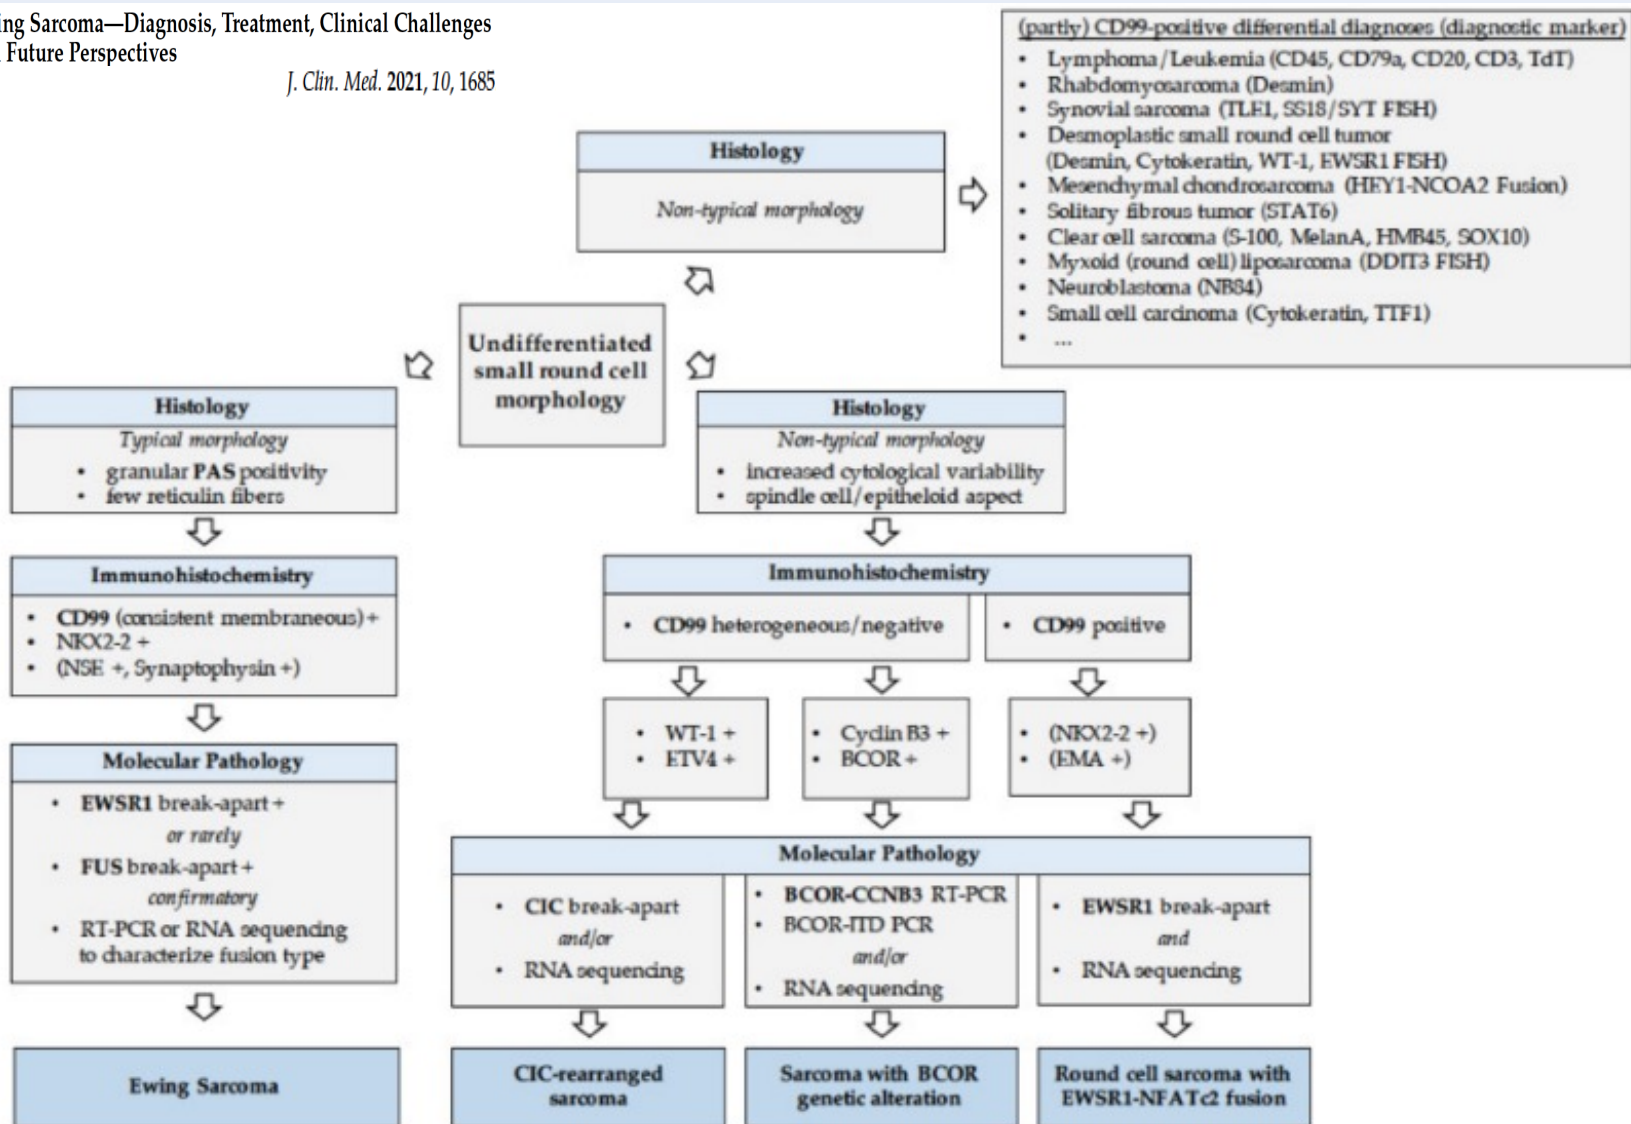 ing Sarcoma—Diagnosis, Treatment, Clinical Challenges
Future Perspectives
J. Clin. Med. 2021, 10, 1685
(partly) CD99-positive differential diagnoses (diagnostic marker)
• Lymphoma/Leukemia (CD45, CD79a, CD20, CD3, TdT)
• Rhabdomyosarcoma (Desmin)
• Synovial sarcoma (TLE1, SS18/SYT FISH)
• Desmoplastic small round cell tumor
(Desmin, Cytokeratin, WT-1, EWSR1 FISH)
• Mesenchymal chondrosarcoma (HEY1-NCOA2 Fusion)
• Solitary fibrous tumor (STAT6)
• Clear cell sarcoma (S-100, MelanA, HMB45, SOX10)
• Myxoid (round cell) liposarcoma (DDIT3 FISH)
• Neuroblastoma (NB84)
• Small cell carcinoma (Cytokeratin, TTF1)
• ...
Histology
Non-typical morphology
Undifferentiated
small round cell
morphology
Histology
Typical morphology
• granular PAS positivity
• few reticulin fibers
Immunohistochemistry
• CD99 (consistent membraneous) +
• NKX2-2 +
• (NSE +, Synaptophysin +)
Molecular Pathology
• EWSR1 break-apart +
or rarely
• FUS break-apart +
confirmatory
• RT-PCR or RNA sequencing
to characterize fusion type
Ewing Sarcoma
Histology
Non-typical morphology
• increased cytological variability
• spindle cell/epitheloid aspect
Immunohistochemistry
• CD99 heterogeneous/negative
• CD99 positive
• WT-1 +
• ETV4 +
• Cyclin B3 +
• BCOR +
• (NKX2-2 +)
• (EMA +)
Molecular Pathology
• CIC break-apart
and/or
• RNA sequencing
• BCOR-CCNB3 RT-PCR
• BCOR-ITD PCR
and/or
• RNA sequencing
• EWSR1 break-apart
and
• RNA sequencing
CIC-rearranged
sarcoma
Sarcoma with BCOR
genetic alteration
Round cell sarcoma with
EWSR1-NFATc2 fusion